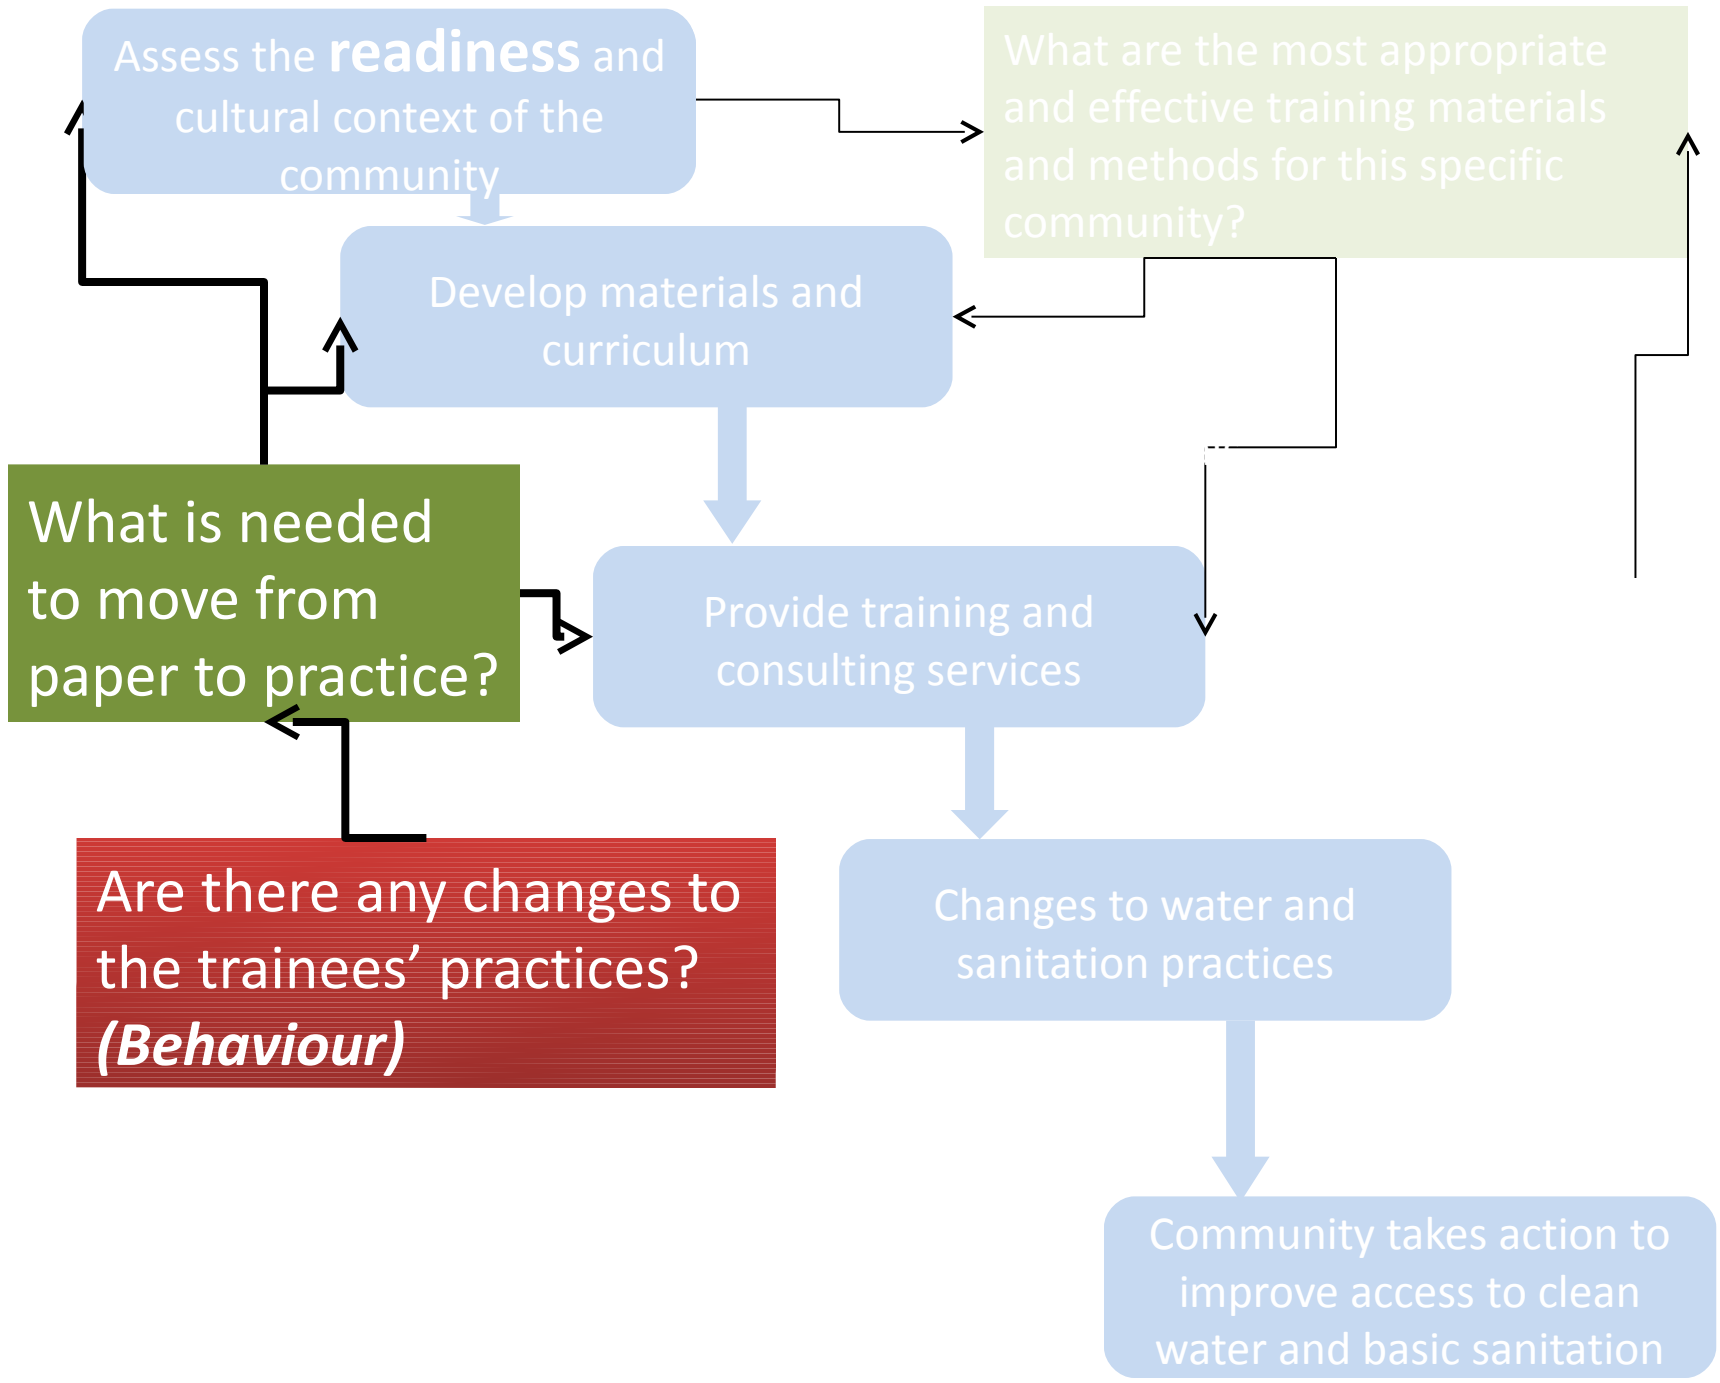 Assess the readiness and
cultural context of the
community
What are the most appropriate
and effective training materials
and methods for this specific
community?
Develop materials and
curriculum
What is needed
to move from
paper to practice?
Provide training and
consulting services
Are there any changes to
the trainees’ practices?
(Behaviour)
Changes to water and
sanitation practices
Community takes action to
improve access to clean
water and basic sanitation